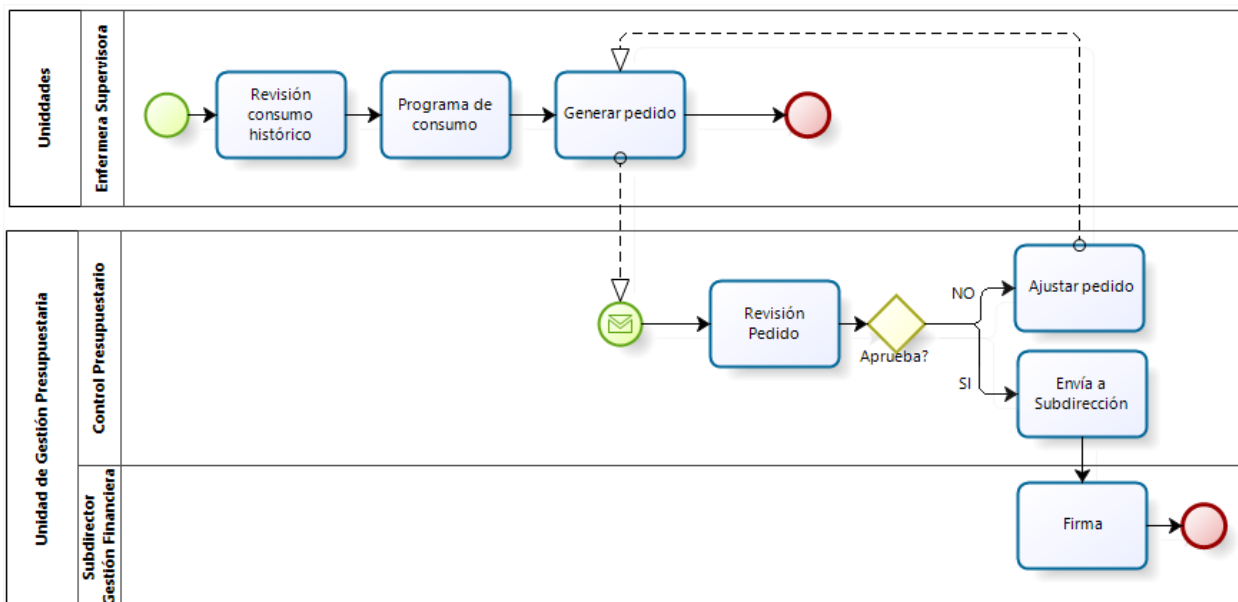 Uniddades
Enfermera Supervisora
Revisión
consumo
histórico
Programa de
consumo
Generar pedido
Unidad de Gestión Presupuestaria
Control Presupuestario
Revisión
Pedido
Aprueba?
NO
Ajustar pedido
SI
Envía a
Subdirección
Subdirector
Gestión Financiera
Firma